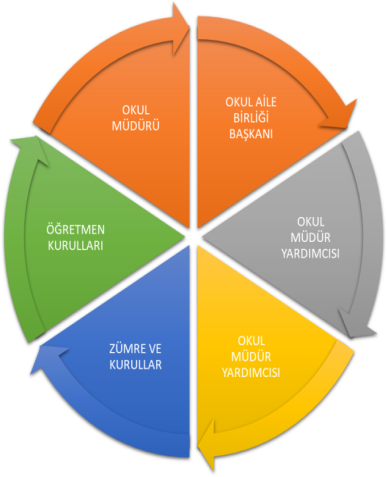 OKUL
MÜDÜRÜ
OKUL AİLE
BİRLİĞİ
BAŞKANI
OKUL
MÜDÜR
YARDIMCISI
OKUL
MÜDÜR
YARDIMCISI
ZÜMRE VE
KURULLAR
ÖĞRETMEN
KURULLARI